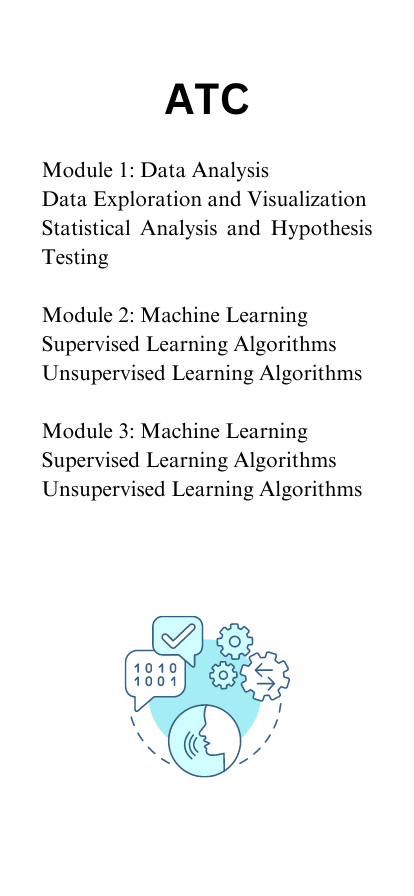 ATC
Module 1: Data Analysis
Data Exploration and Visualization
Statistical Analysis and Hypothesis
Testing
Module 2: Machine Learning
Supervised Learning Algorithms
Unsupervised Learning Algorithms
Module 3: Machine Learning
Supervised Learning Algorithms
Unsupervised Learning Algorithms
1010
1001